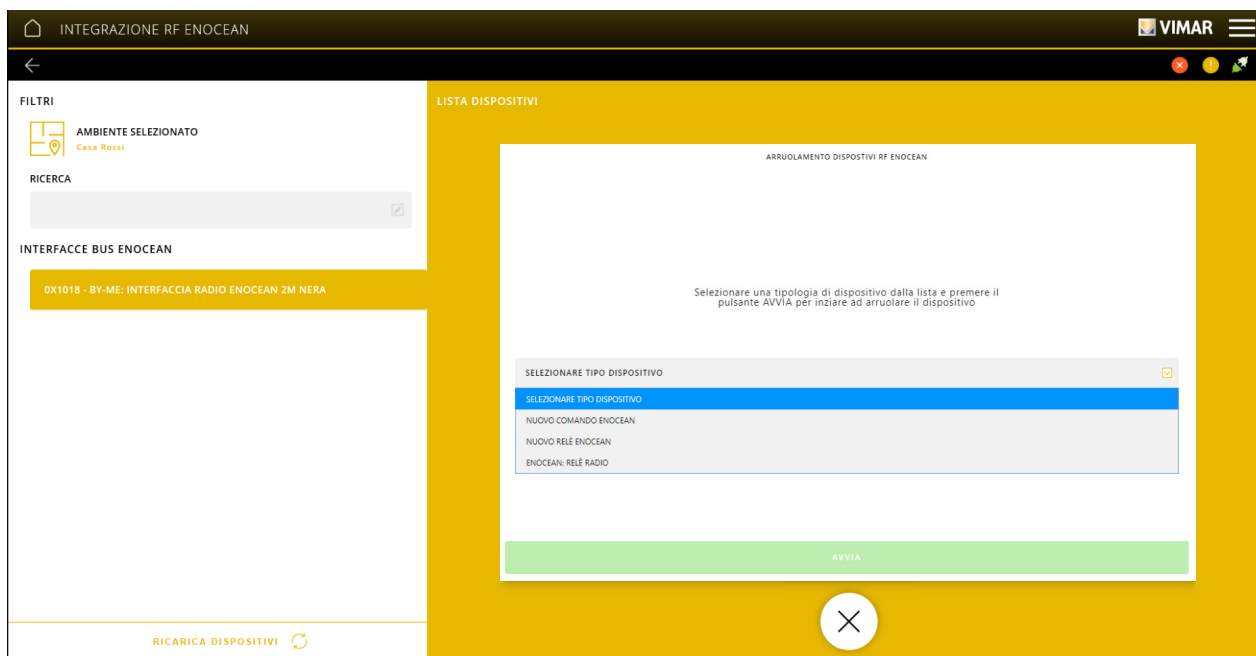 INTEGRAZIONE RF ENOCEAN
VIMAR
FILTRI
AMBIENTE SELEZIONATO
Casa Rossi
RICERCA
INTERFACCE BUS ENOCEAN
0X1018 - BY-ME: INTERFACCIA RADIO ENOCEAN 2M NERA
RICARICA DISPOSITIVI
LISTA DISPOSITIVI
ARRUOLAMENTO DISPOSTIVI RF ENOCEAN
Selezionare una tipologia di dispositivo dalla lista e premere il
pulsante AVVIA per inziare ad arruolare il dispositivo
SELEZIONARE TIPO DISPOSITIVO
SELEZIONARE TIPO DISPOSITIVO
NUOVO COMANDO ENOCEAN
NUOVO RELÉ ENOCEAN
ENOCEAN: RELÉ RADIO
AVVIA